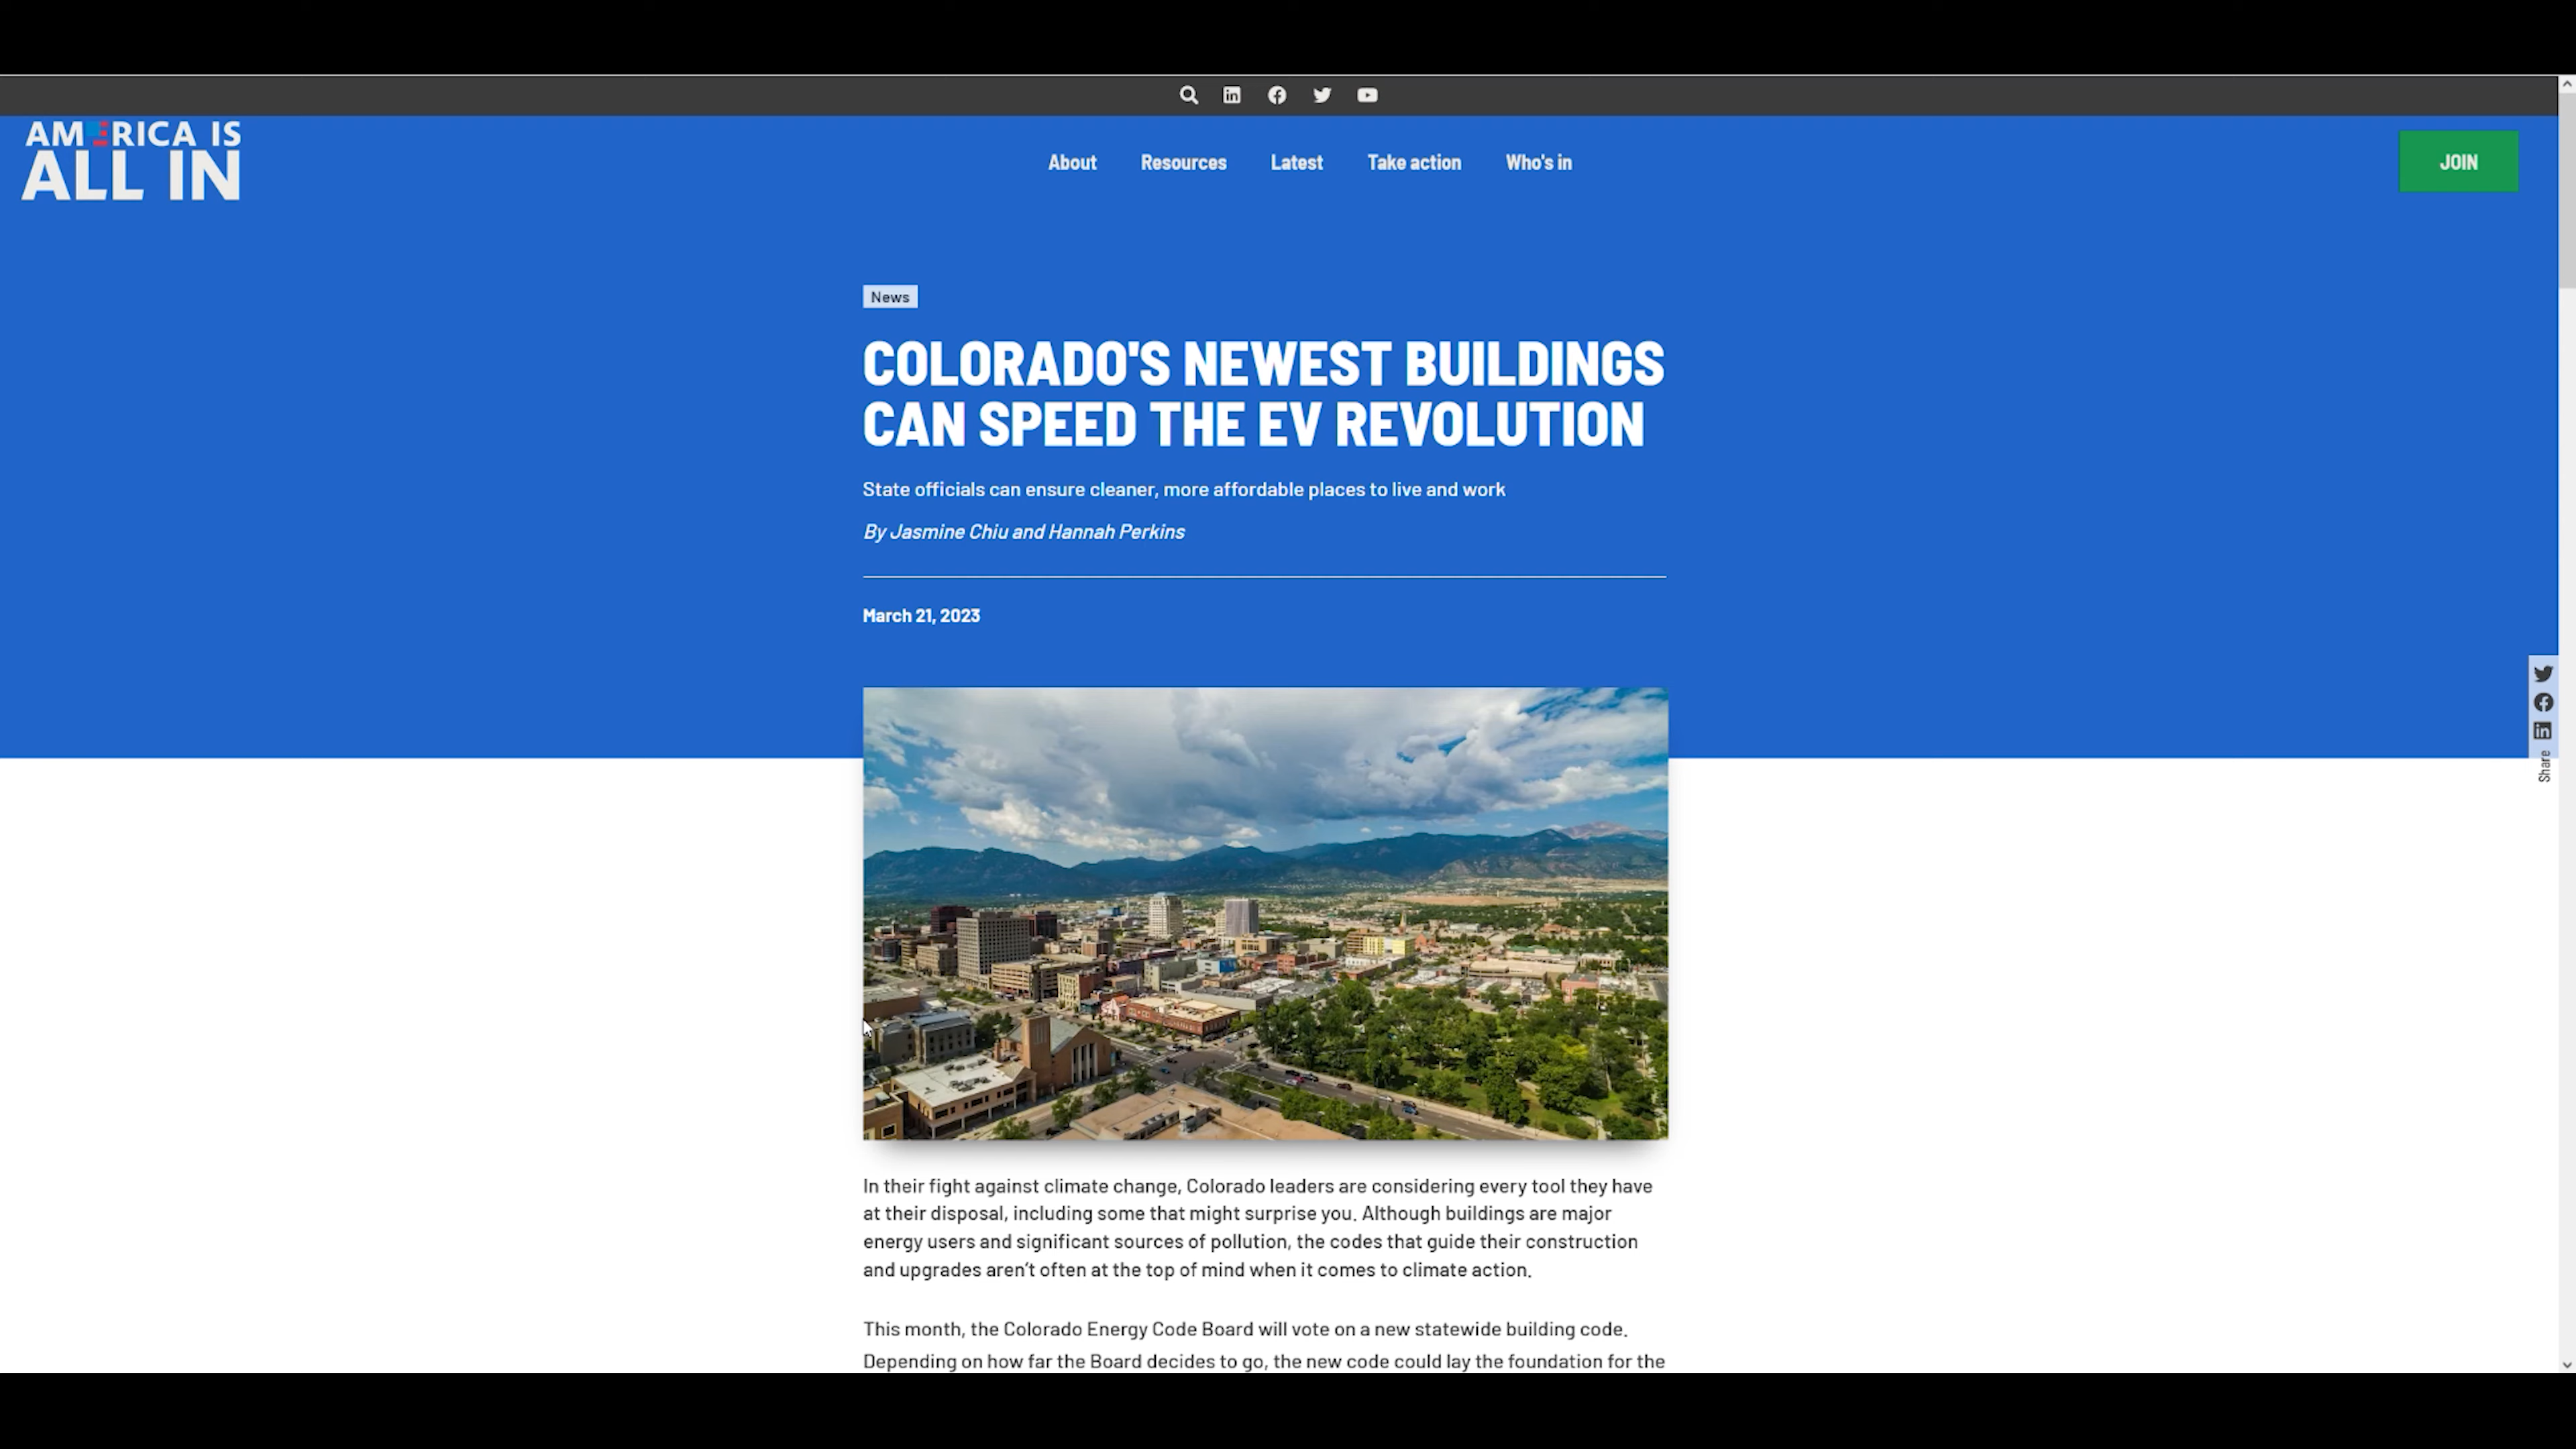 AMERICA IS
ALL IN
About Resources Latest Take action Who's in
JOIN
News
COLORADO'S NEWEST BUILDINGS
CAN SPEED THE EV REVOLUTION
State officials can ensure cleaner, more affordable places to live and work
By Jasmine Chiu and Hannah Perkins
March 21, 2023
Share
In their fight against climate change, Colorado leaders are considering every tool they have
at their disposal, including some that might surprise you. Although buildings are major
energy users and significant sources of pollution, the codes that guide their construction
and upgrades aren't often at the top of mind when it comes to climate action.
This month, the Colorado Energy Code Board will vote on a new statewide building code.
Depending on how far the Board decides to go, the new code could lay the foundation for the